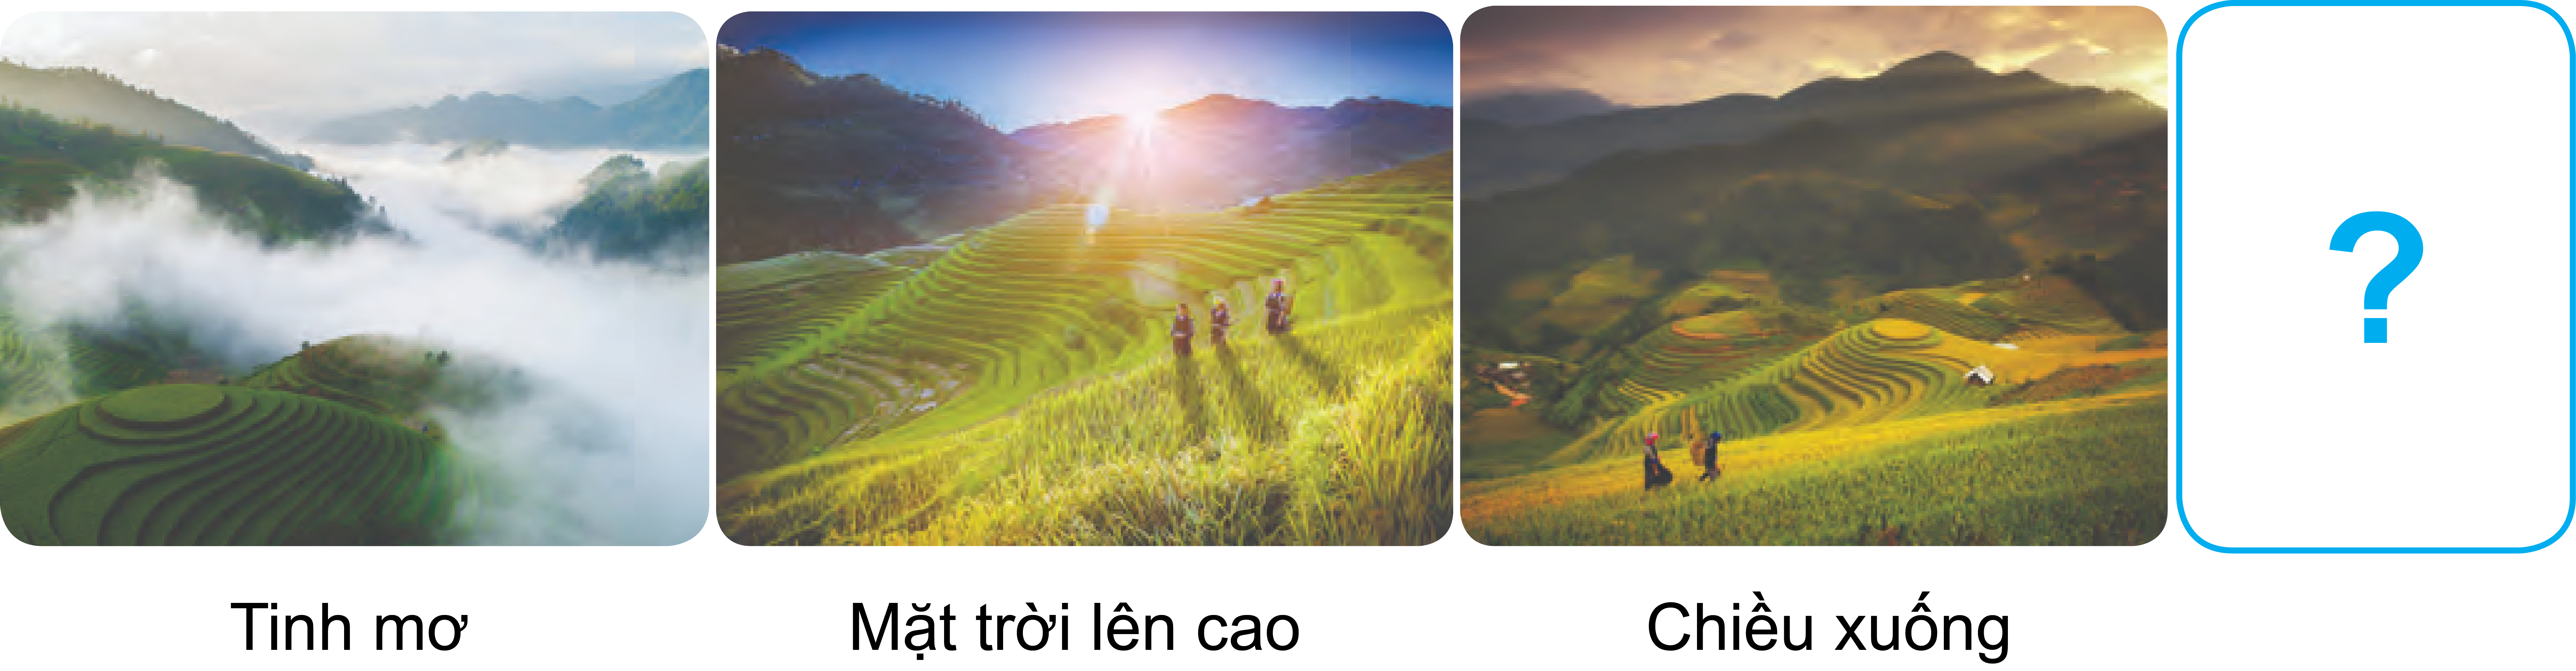 ?
Tinh mơ
Mặt trời lên cao
Chiều xuống